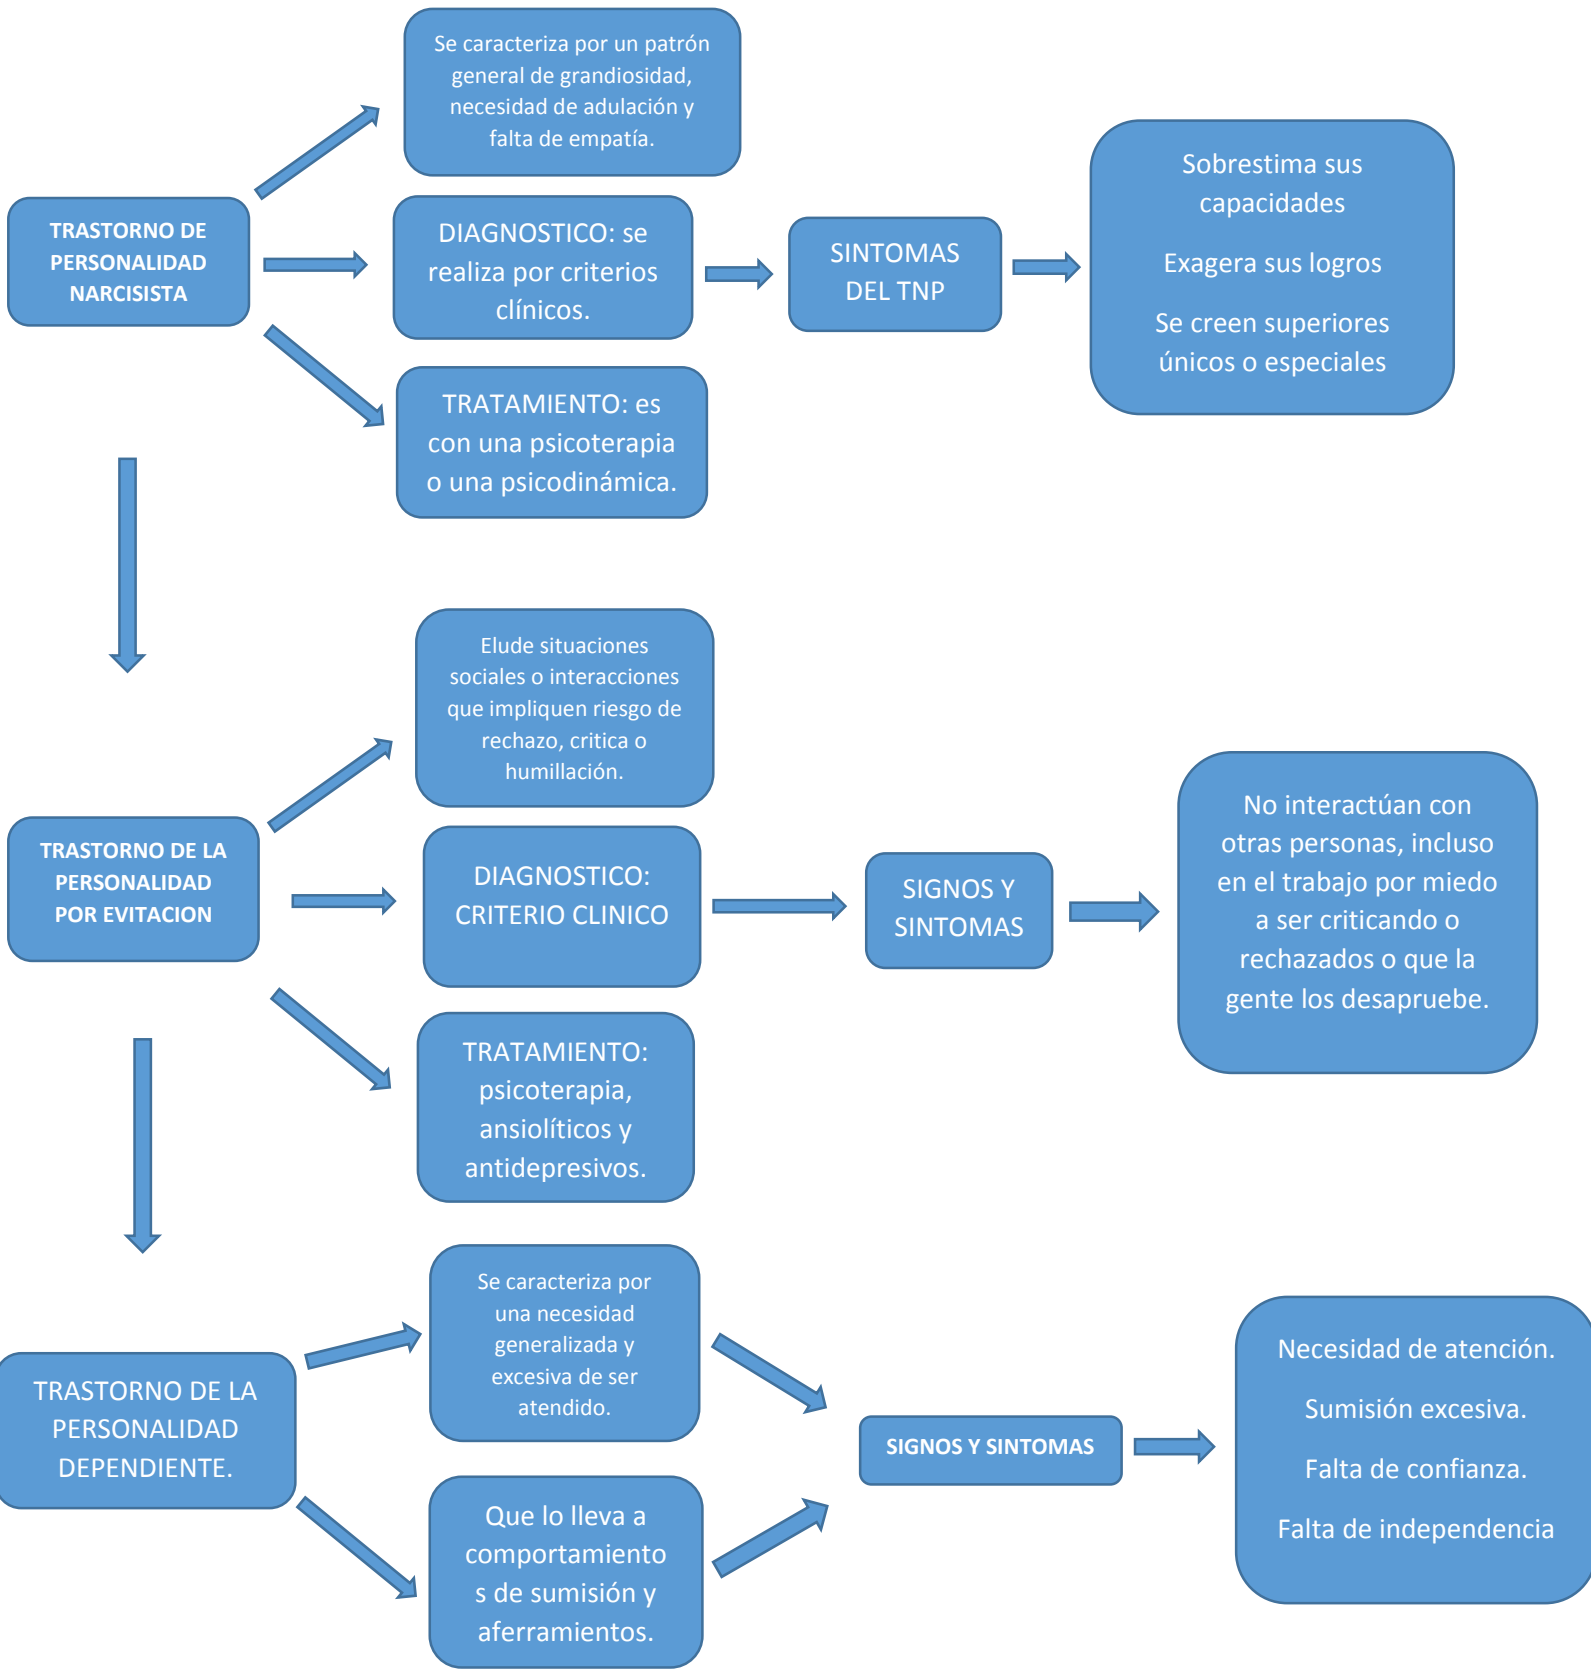 Se caracteriza por un patrón
general de grandiosidad,
necesidad de adulación y
falta de empatía.
TRASTORNO DE
PERSONALIDAD
NARCISISTA
DIAGNOSTICO: se
realiza por criterios
clínicos.
SINTOMAS
DEL TNP
Sobrestima sus
capacidades
Exagera sus logros
Se creen superiores
únicos o especiales
TRATAMIENTO: es
con una psicoterapia
o una psicodinámica.
Elude situaciones
sociales o interacciones
que impliquen riesgo de
rechazo, critica o
humillación.
TRASTORNO DE LA
PERSONALIDAD
POR EVITACION
DIAGNOSTICO:
CRITERIO CLINICO
SIGNOS Y
SINTOMAS
No interactúan con
otras personas, incluso
en el trabajo por miedo
a ser criticando o
rechazados o que la
gente los desapruebe.
TRATAMIENTO:
psicoterapia,
ansiolíticos y
antidepresivos.
Se caracteriza por
una necesidad
generalizada y
excesiva de ser
atendido.
TRASTORNO DE LA
PERSONALIDAD
DEPENDIENTE.
Que lo lleva a
comportamiento
s de sumisión y
aferramientos.
SIGNOS Y SINTOMAS
Necesidad de atención.
Sumisión excesiva.
Falta de confianza.
Falta de independencia